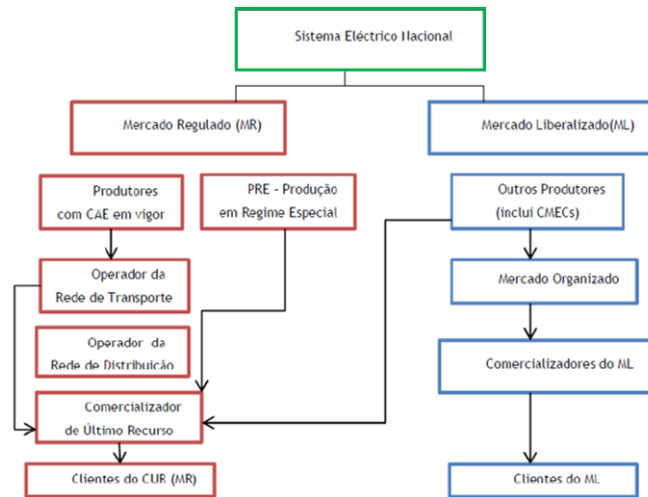 Sistema Eléctrico Nacional
Mercado Regulado (MR)
Mercado Liberalizado(ML)
Produtores
com CAE em vigor
PRE - Produção
em Regime Especial
Outros Produtores
(inclui CMECs)
Operador da
Rede de Transporte
Mercado Organizado
Operador da
Rede de Distribuição
Comercializadores do ML
Comercializador
de Último Recurso
Clientes do CUR (MR)
Clientes do ML